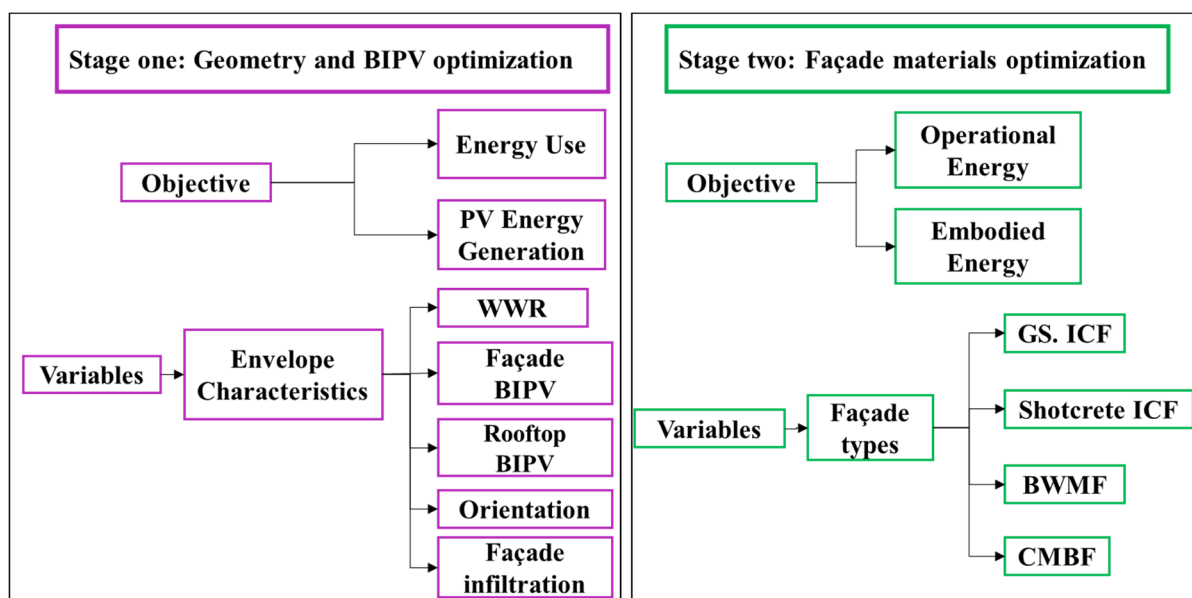 Stage one: Geometry and BIPV optimization
Objective
Energy Use
PV Energy
Generation
Variables
Envelope
Characteristics
WWR
Façade
BIPV
Rooftop
BIPV
Orientation
Façade
infiltration
Stage two: Façade materials optimization
Objective
Operational
Energy
Embodied
Energy
Variables
Façade
types
GS. ICF
Shotcrete ICF
BWMF
CMBF